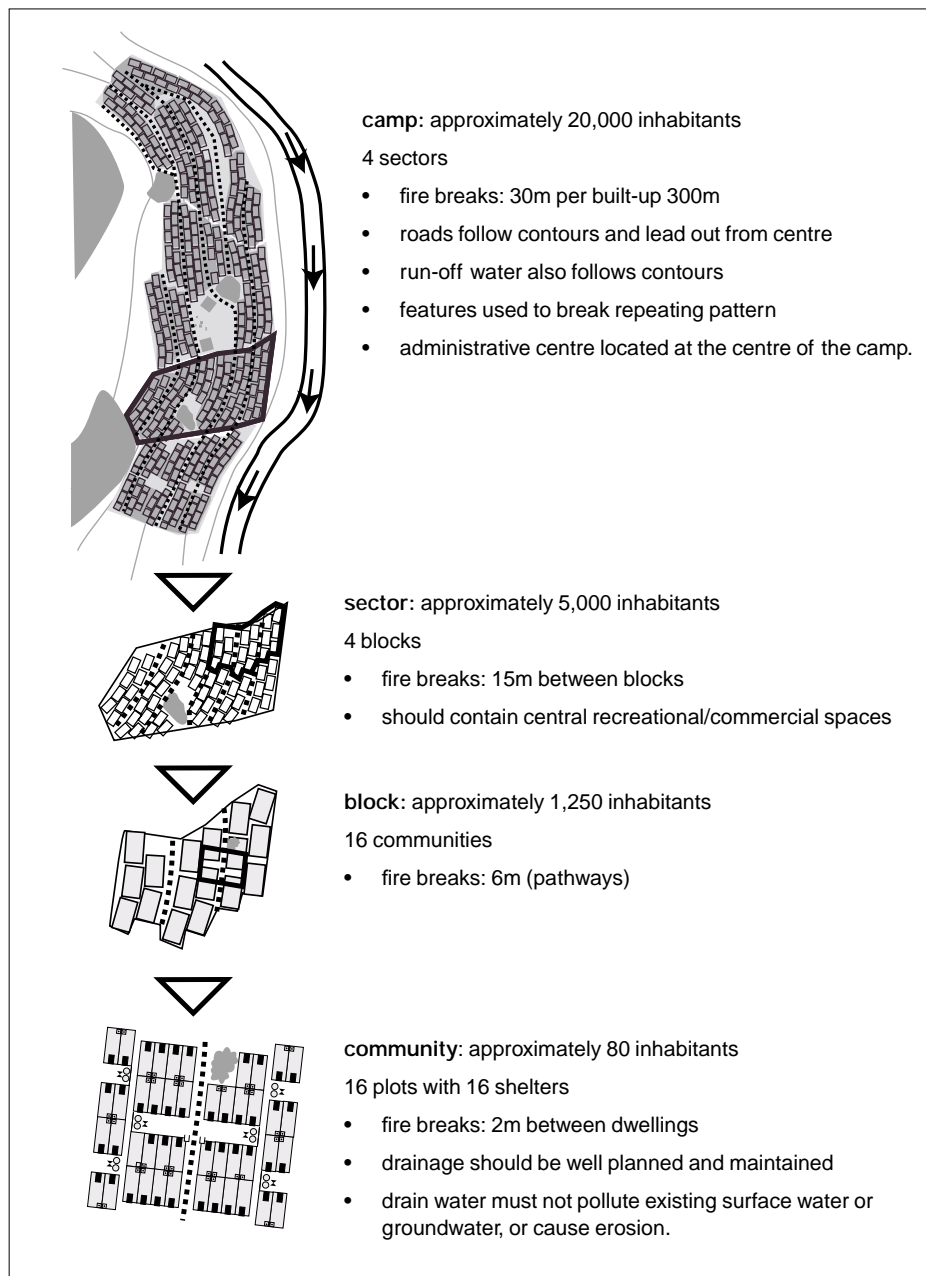 camp: approximately 20,000 inhabitants
4 sectors
• fire breaks: 30m per built-up 300m
• roads follow contours and lead out from centre
• run-off water also follows contours
• features used to break repeating pattern
• administrative centre located at the centre of the camp.
sector: approximately 5,000 inhabitants
4 blocks
• fire breaks: 15m between blocks
• should contain central recreational/commercial spaces
block: approximately 1,250 inhabitants
16 communities
• fire breaks: 6m (pathways)
community: approximately 80 inhabitants
16 plots with 16 shelters
• fire breaks: 2m between dwellings
• drainage should be well planned and maintained
• drain water must not pollute existing surface water or
groundwater, or cause erosion.